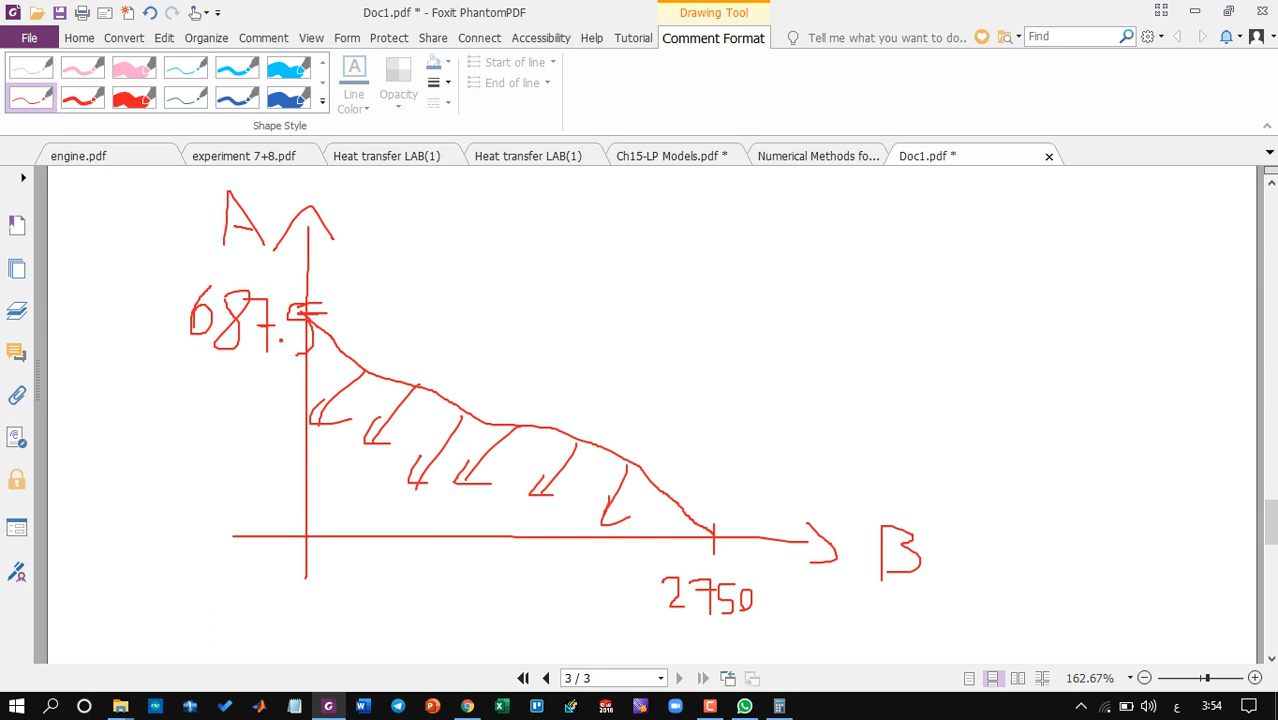 Doc1.pdf * - Foxit PhantomPDF
Drawing Tool
File Home Convert Edit Organize Comment View Form Protect Share Connect Accessibility Help Tutorial Comment Format Tell me what you want to do.. Find
Line Color
Opacity
Start of line
End of line
Shape Style
engine.pdf experiment 7+8.pdf Heat transfer LAB(1) Heat transfer LAB(1) Ch15-LP Models.pdf * Numerical Methods fo... Doc1.pdf *
A
687.5
B
2750
3 / 3 162.67%
W P X 2018 ع 3:54